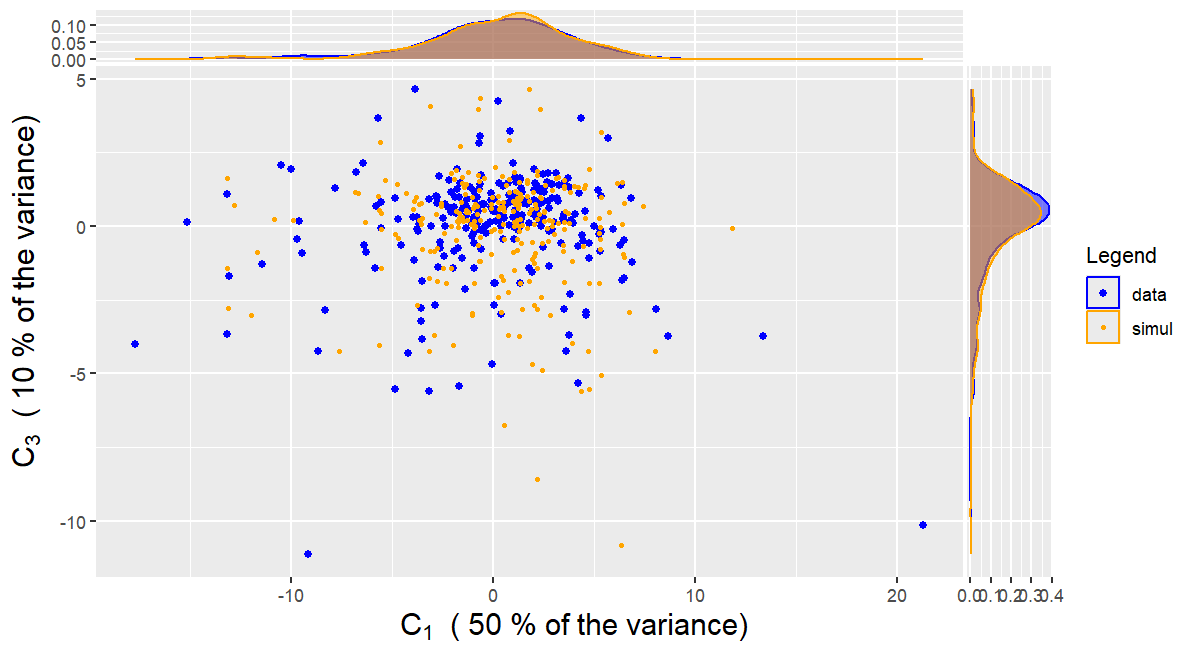 0.10
0.05
0.00
5
0
-5
-10
C3 ( 10 % of the variance)
-10
0
10
20
0.0 0.1 0.2 0.3 0.4
C1 ( 50 % of the variance)
Legend
data
simul